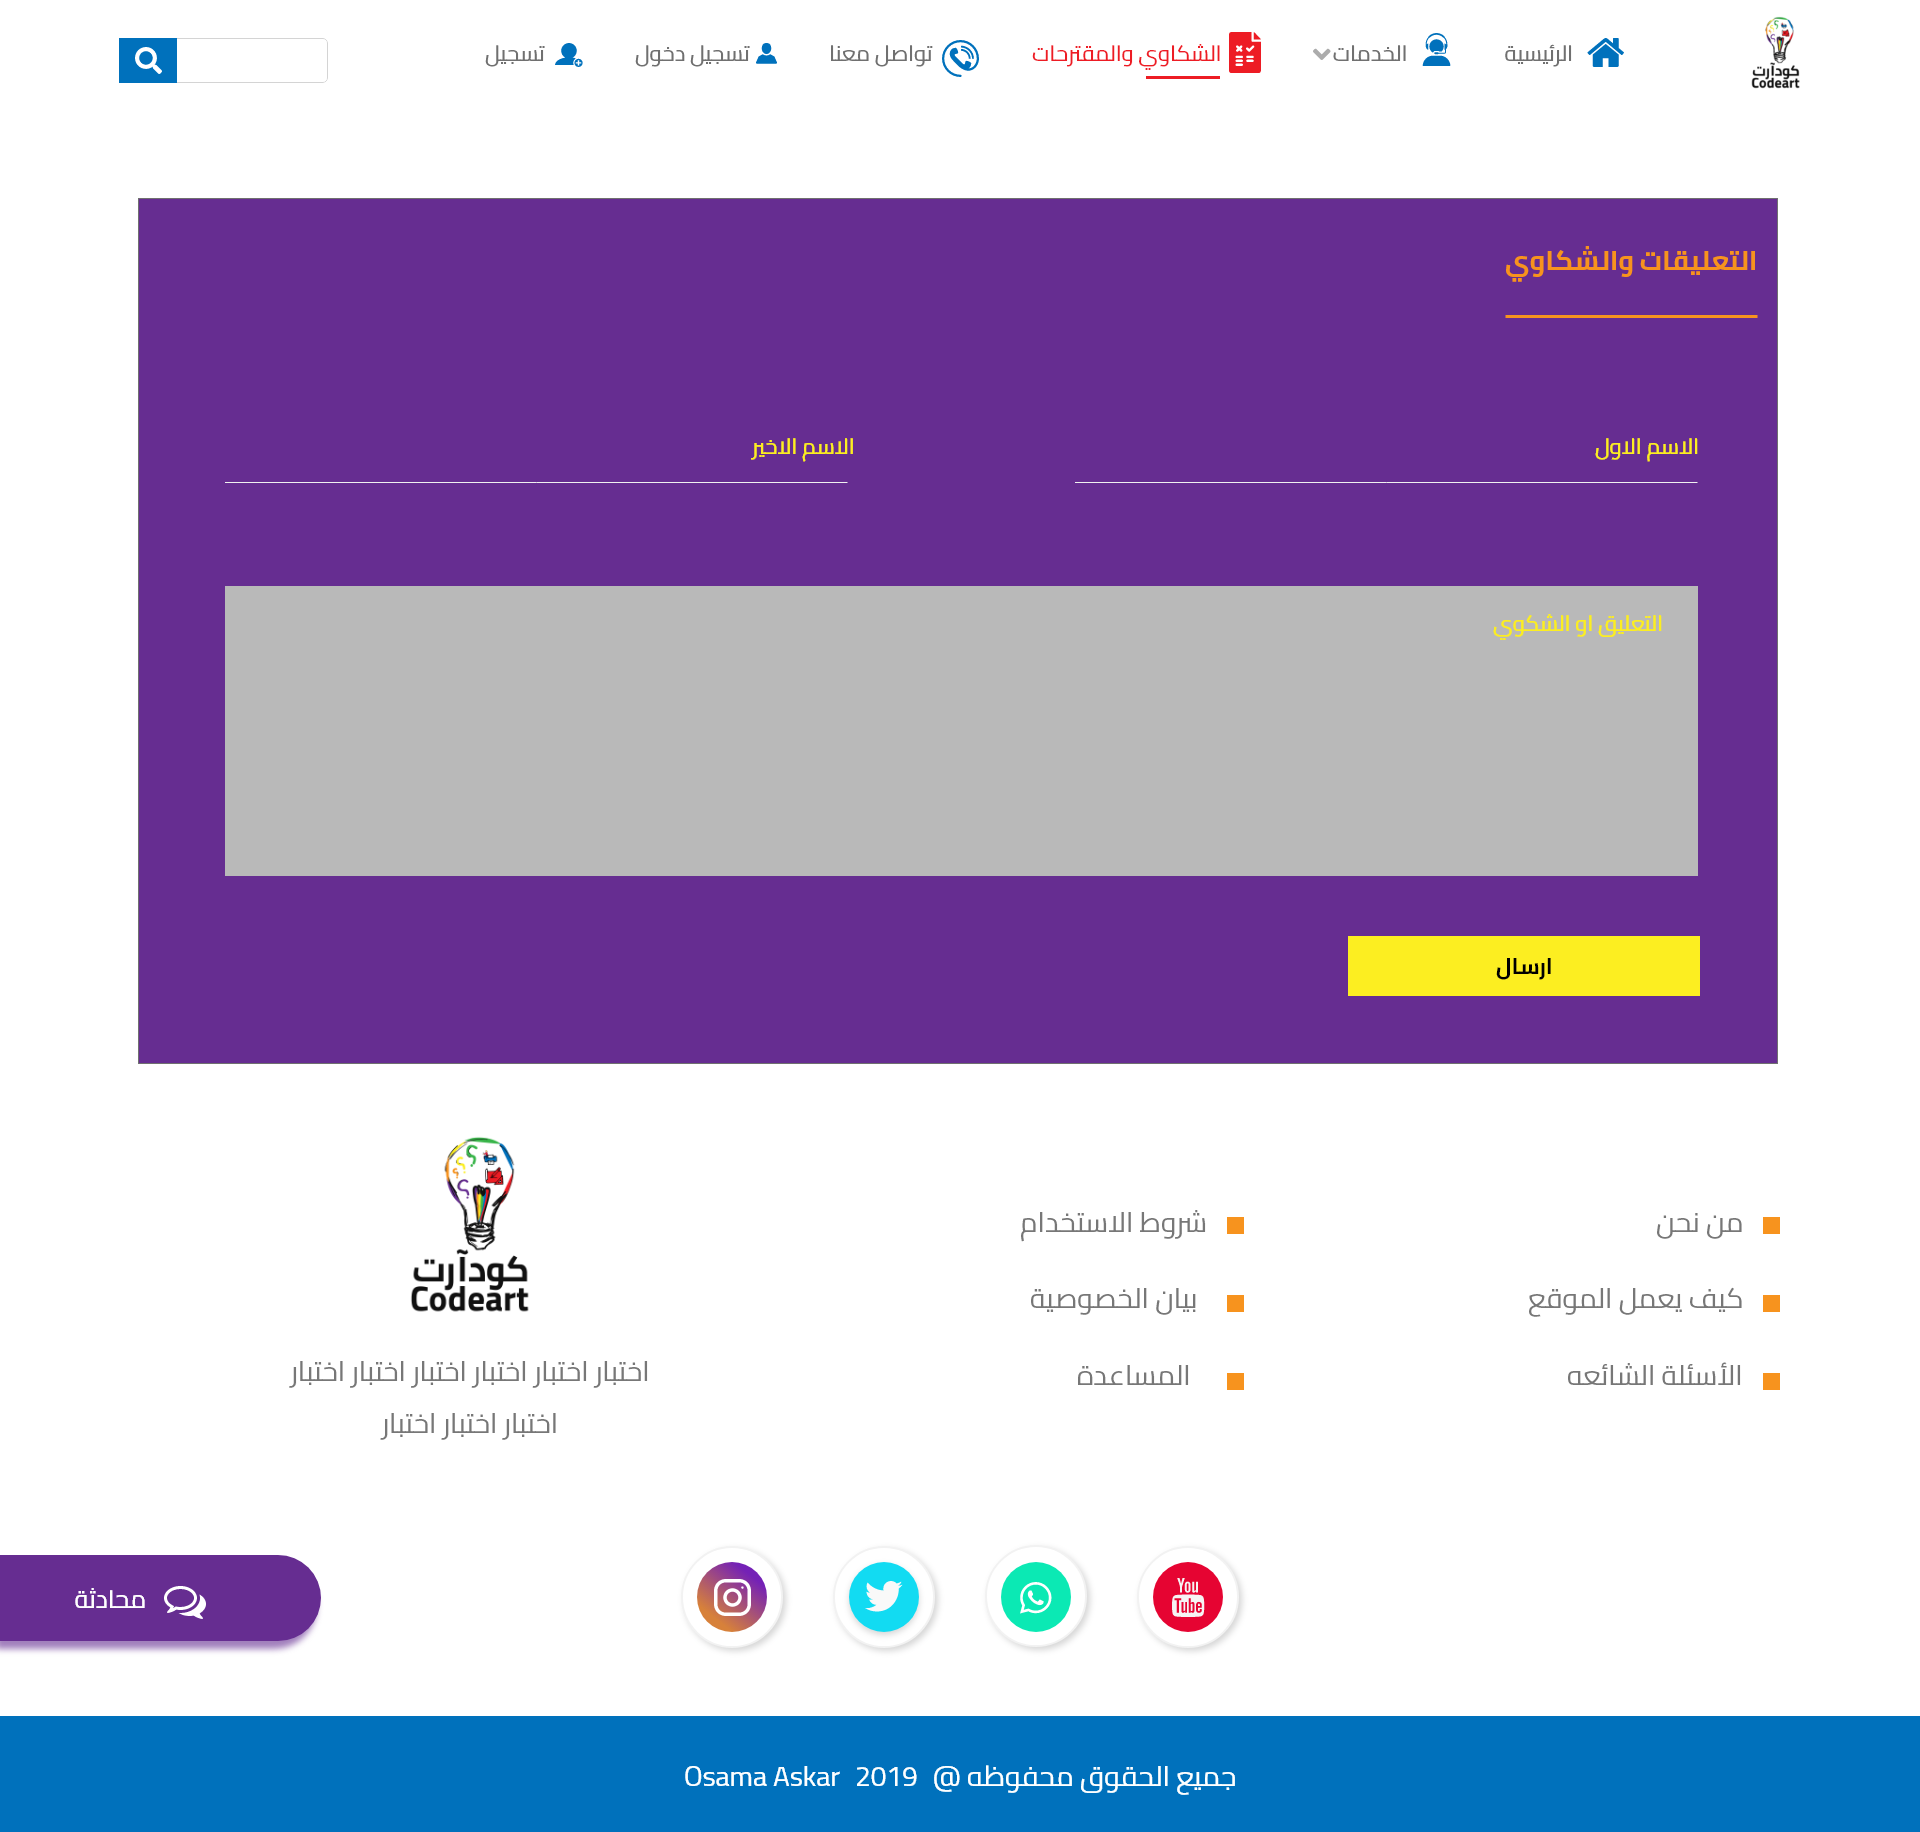 كودآرت
Codeart
الرئيسية
الخدمات
الشكاوي والمقترحات
تواصل معنا
تسجيل دخول
تسجيل
التعليقات والشكاوي
الاسم الاول
الاسم الاخير
التعليق او الشكوي
ارسال
من نحن
كيف يعمل الموقع
الأسئلة الشائعه
شروط الاستخدام
بيان الخصوصية
المساعدة
كودآرت
Codeart
اختبار اختبار اختبار اختبار اختبار اختبار
اختبار اختبار اختبار
You
Tube
محادثة
جميع الحقوق محفوظه @ 2019 Osama Askar